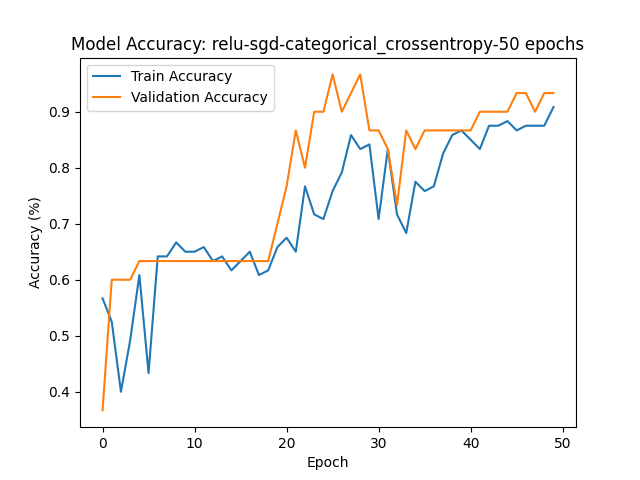 Model Accuracy: relu-sgd-categorical_crossentropy-50 epochs
Train Accuracy
Validation Accuracy
Accuracy (%)
0.9
0.8
0.7
0.6
0.5
0.4
0 10 20 30 40 50
Epoch